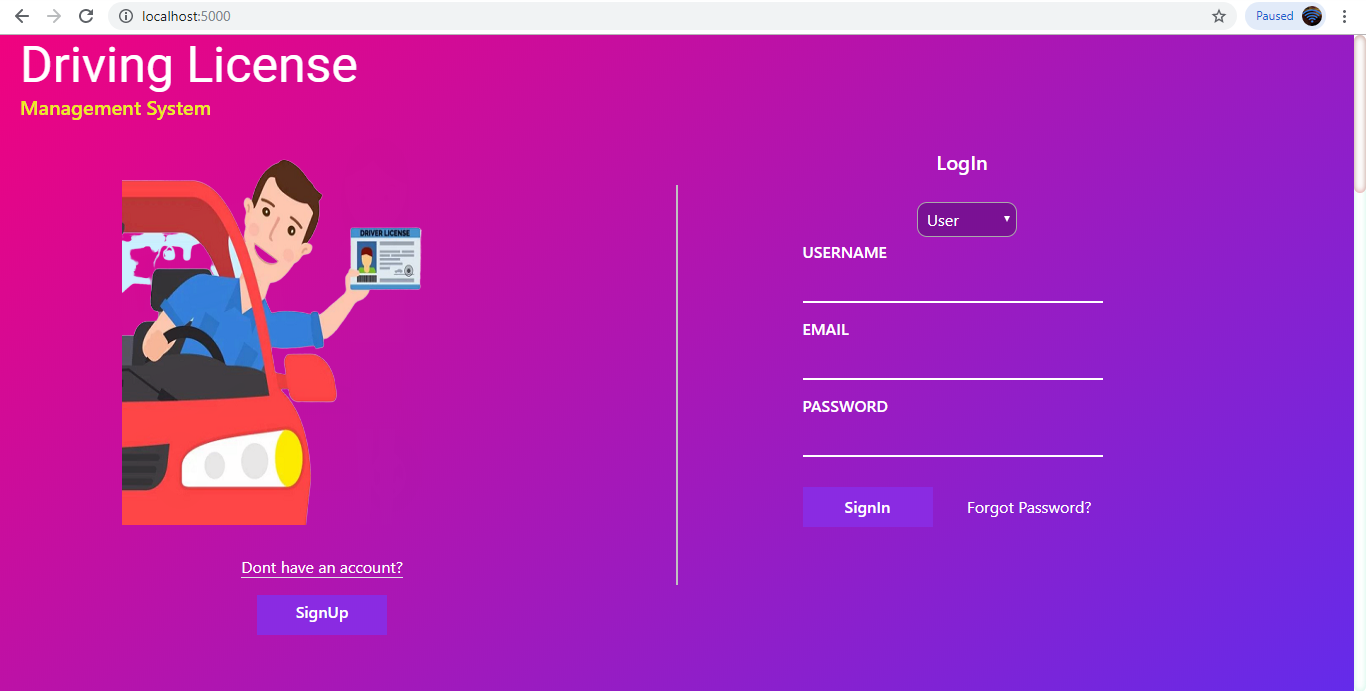 localhost:5000
Paused
Driving License
Management System
DRIVER LICENSE
Dont have an account?
SignUp
LogIn
User
USERNAME
EMAIL
PASSWORD
SignIn
Forgot Password?